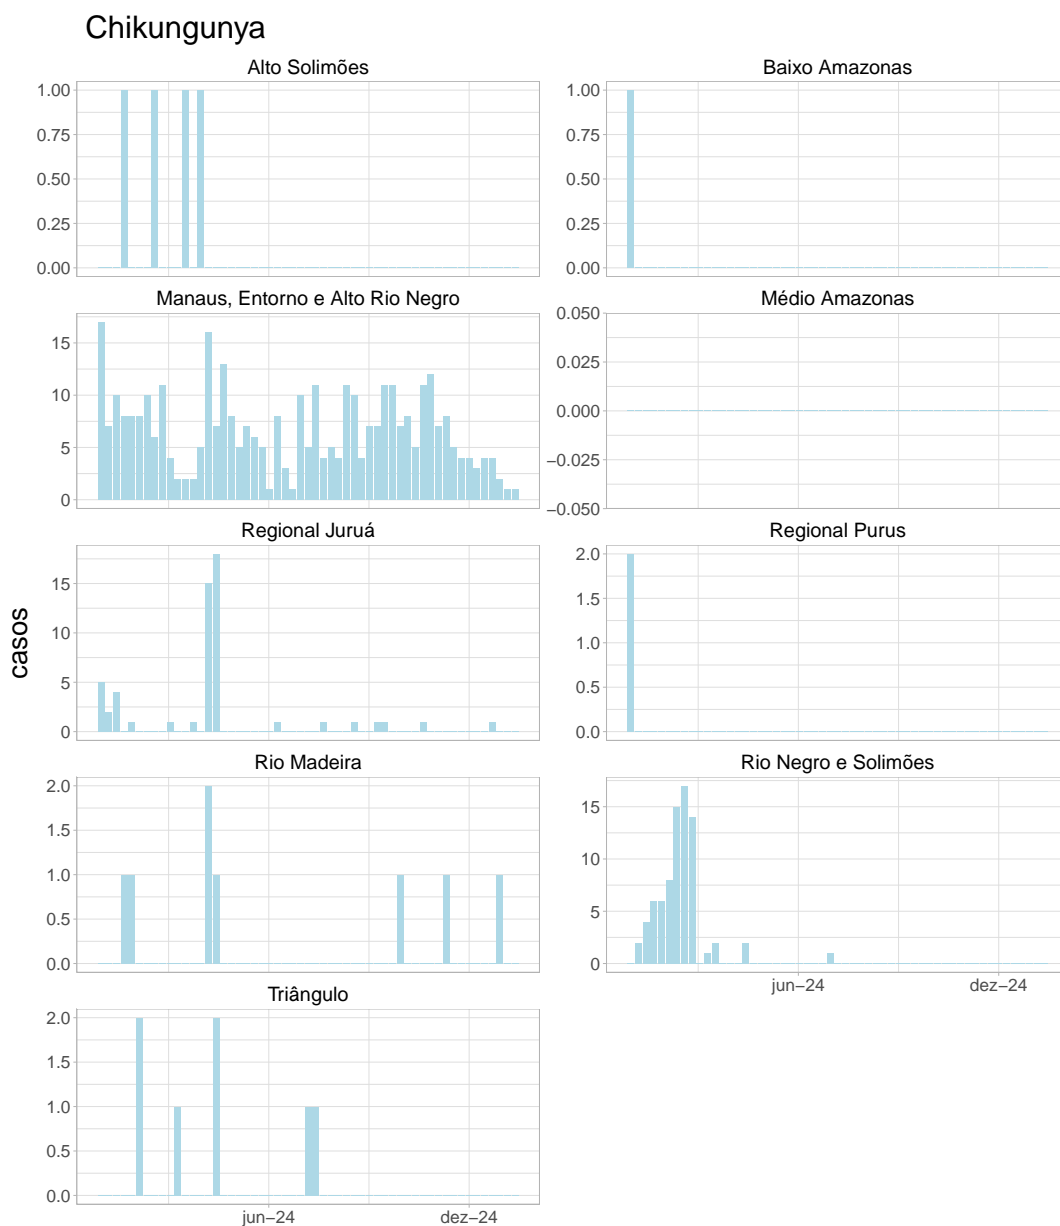 Chikungunya
Alto Solimões
Baixo Amazonas
1.00
0.75
0.50
0.25
0.00
1.00
0.75
0.50
0.25
0.00
Manaus, Entorno e Alto Rio Negro
Médio Amazonas
15
10
5
0
0.050
0.025
0.000
−0.025
−0.050
Regional Juruá
Regional Purus
15
10
5
0
2.0
1.5
1.0
0.5
0.0
casos
Rio Madeira
Rio Negro e Solimões
2.0
1.5
1.0
0.5
0.0
15
10
5
0
jun−24
dez−24
Triângulo
2.0
1.5
1.0
0.5
0.0
jun−24
dez−24